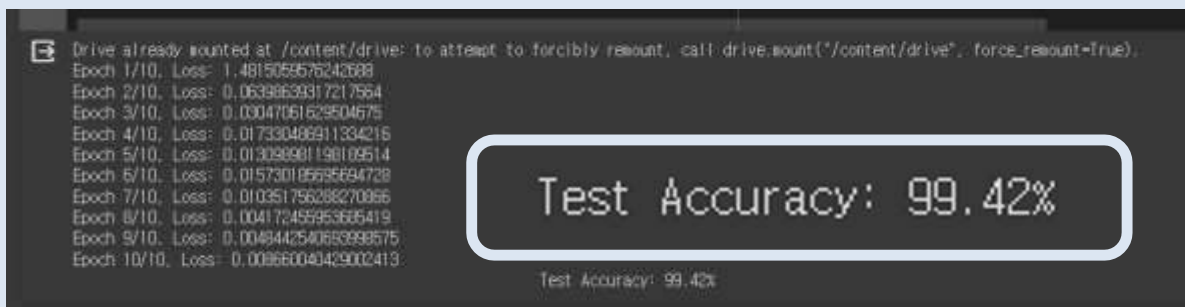 Drive already mounted at /content/drive; to attempt to forcibly remount, call drive.mount("/content/drive", force_remount=True).
Epoch 1/10, Loss: 1.4815059576242688
Epoch 2/10, Loss: 0.06398639317217564
Epoch 3/10, Loss: 0.03047061629504675
Epoch 4/10, Loss: 0.017330486911334216
Epoch 5/10, Loss: 0.013098981198189514
Epoch 6/10, Loss: 0.015730185695694728
Epoch 7/10, Loss: 0.010351756288270866
Epoch 8/10, Loss: 0.004172455953685419
Epoch 9/10, Loss: 0.0048442540693998575
Epoch 10/10, Loss: 0.008660040429002413
Test Accuracy: 99.42%
Test Accuracy: 99.42%